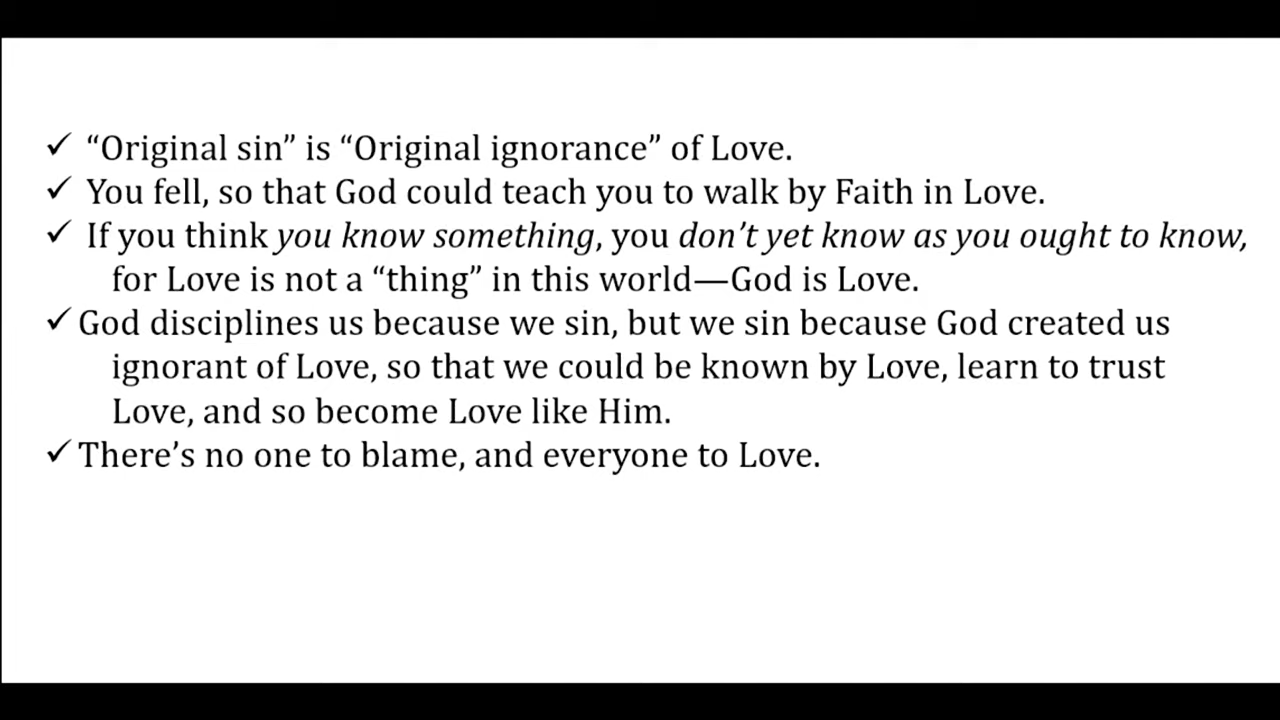 ✓ “Original sin” is “Original ignorance” of Love.
✓ You fell, so that God could teach you to walk by Faith in Love.
✓ If you think you know something, you don’t yet know as you ought to know,
for Love is not a “thing” in this world—God is Love.
✓ God disciplines us because we sin, but we sin because God created us
ignorant of Love, so that we could be known by Love, learn to trust
Love, and so become Love like Him.
✓ There’s no one to blame, and everyone to Love.